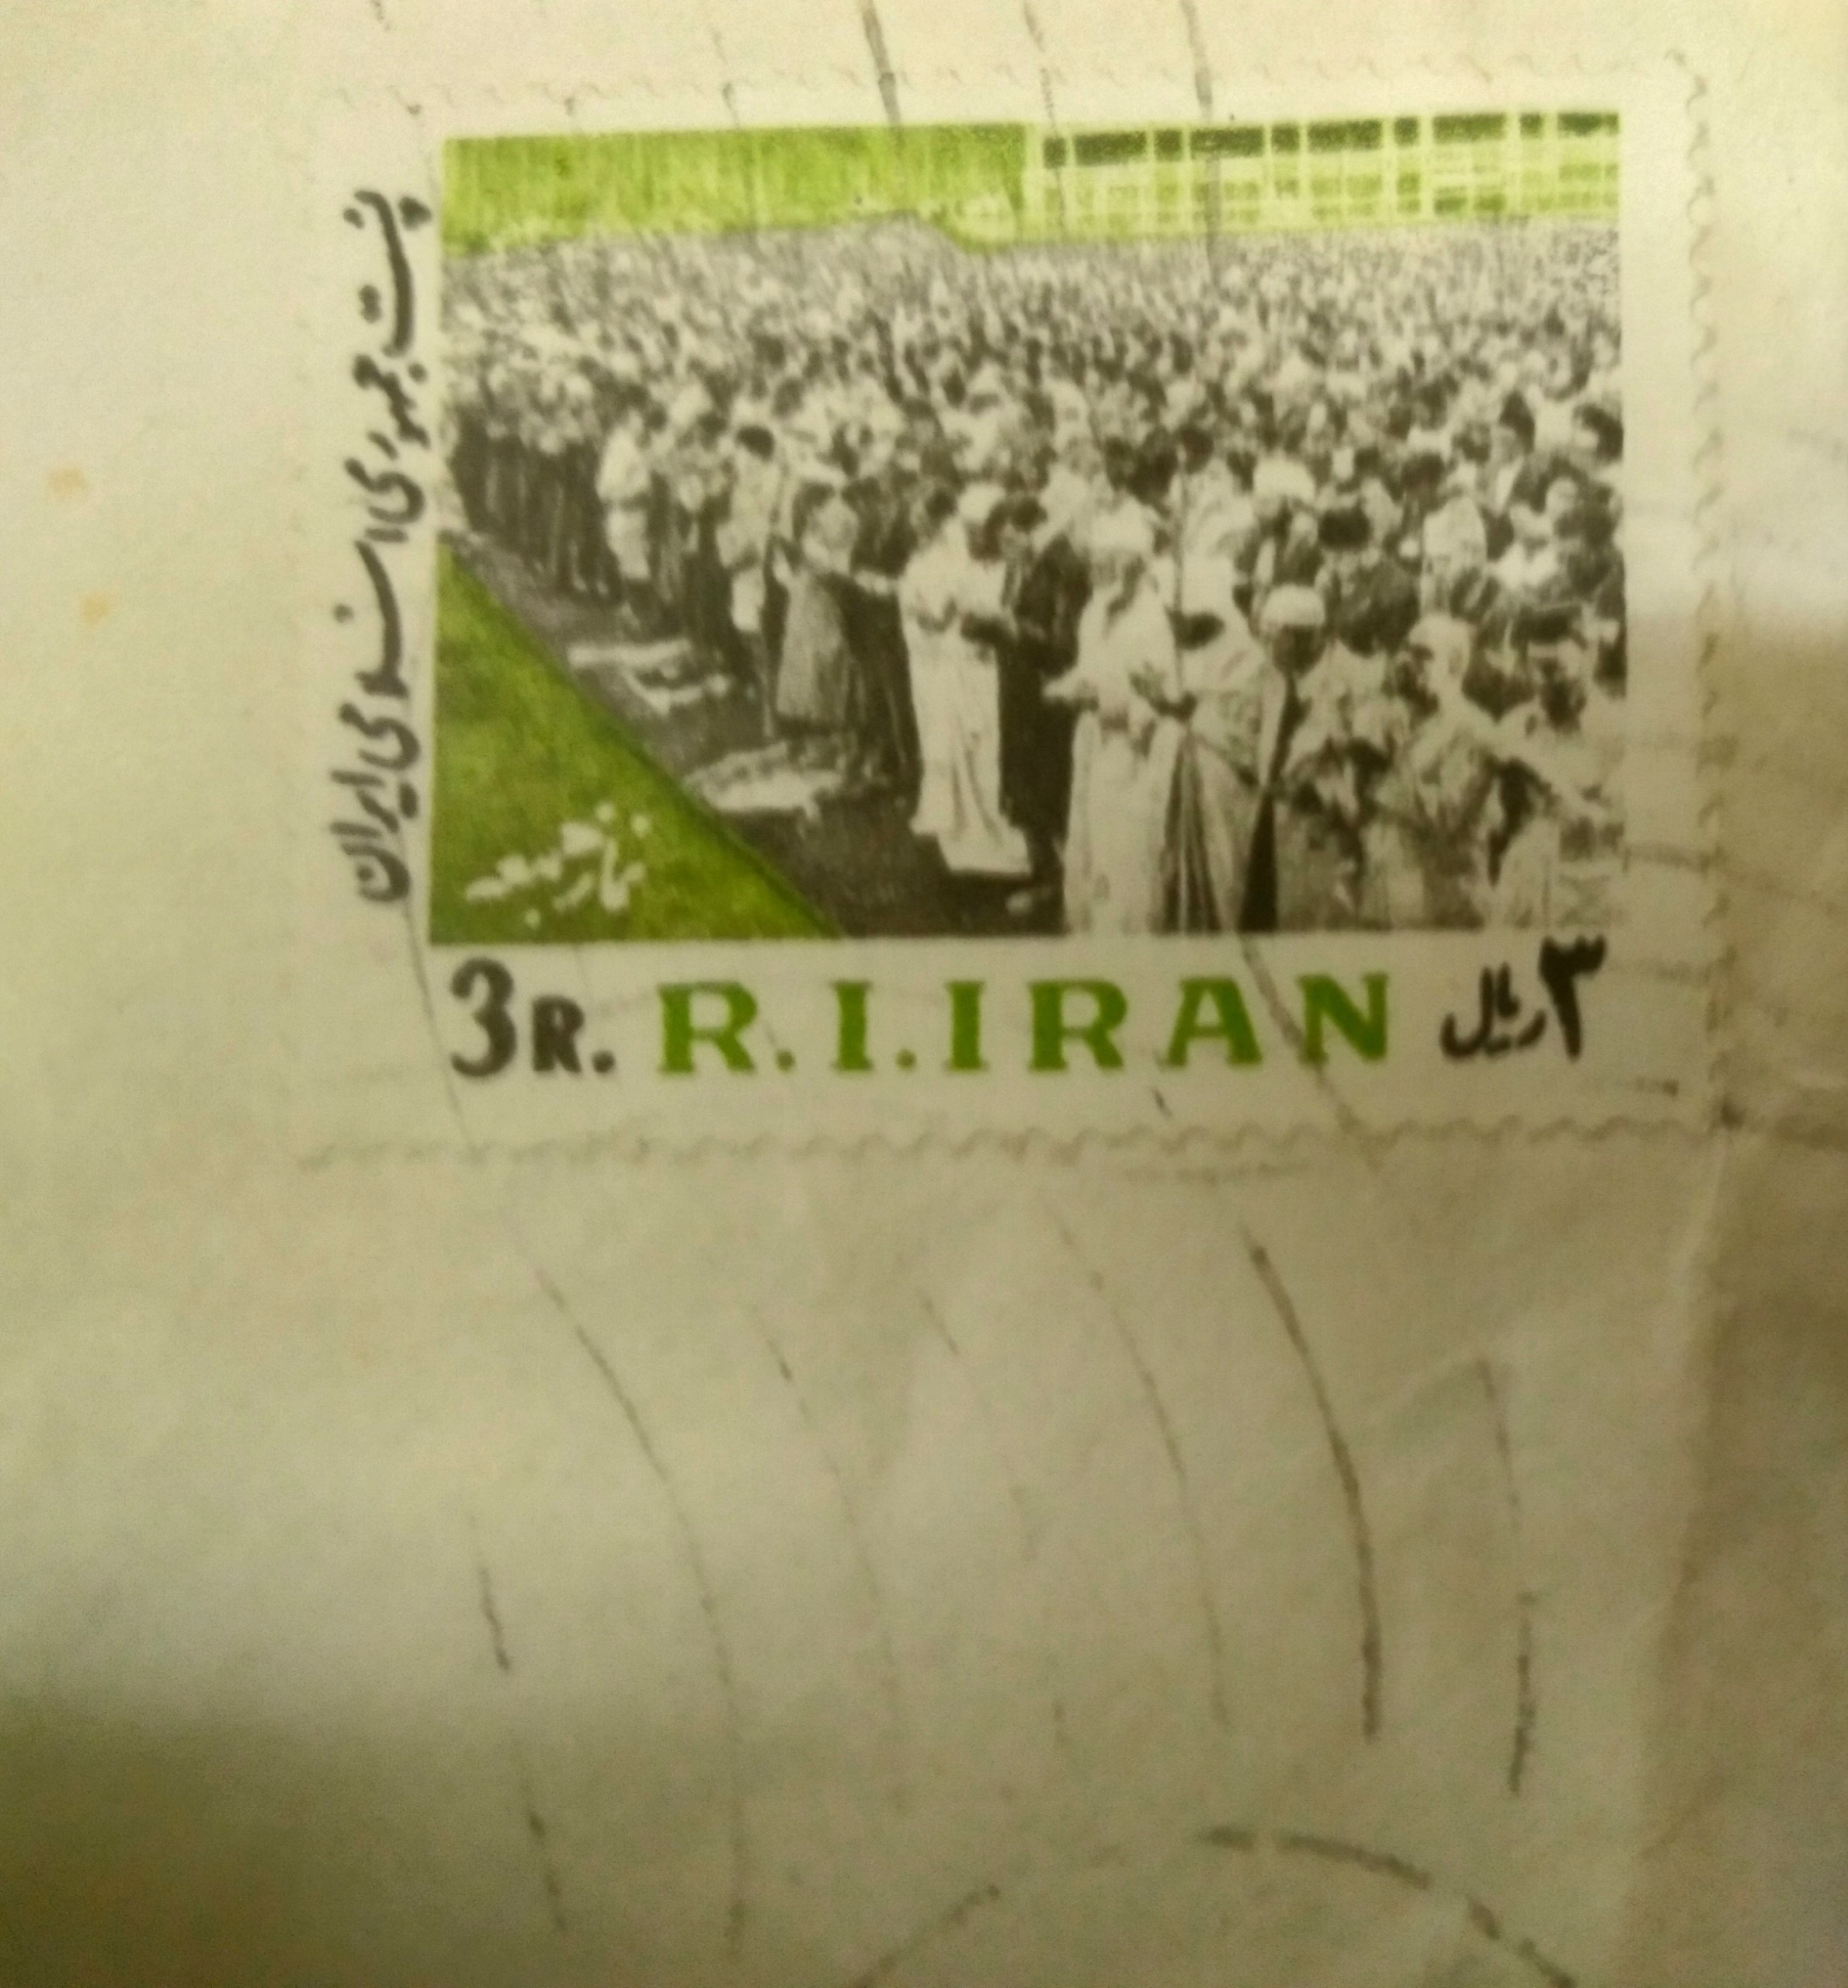 پست جمهوری اسلامی ایران
نماز جمعه
3R. R.I.IRAN ۳ ریال